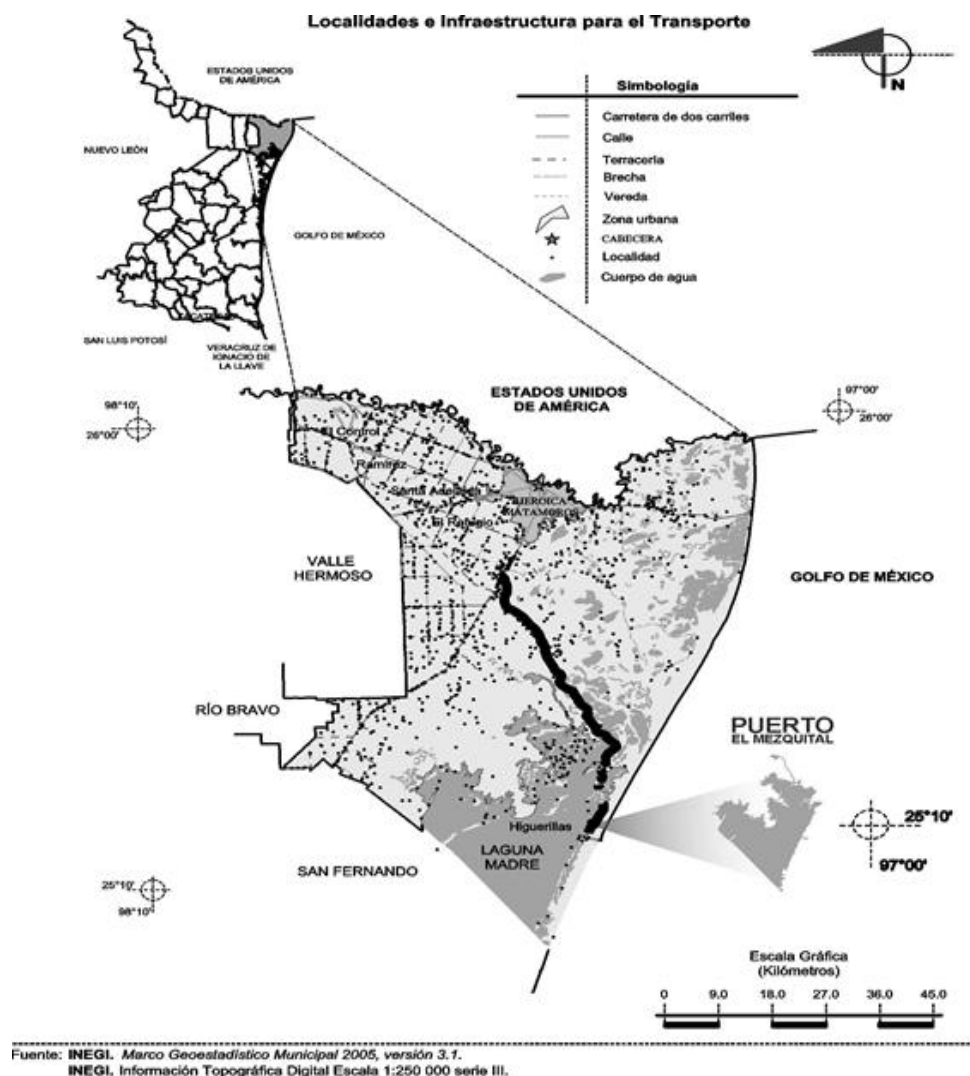 Localidades e Infraestructura para el Transporte
ESTADOS UNIDOS
DE AMÉRICA
NUEVO LEÓN
GOLFO DE MÉXICO
SAN LUIS POTOSÍ
VERACRUZ DE
IGNACIO DE
LA LLAVE
N
Simbología
Carretera de dos carriles
Calle
Terracería
Brecha
Vereda
Zona urbana
CABECERA
Localidad
Cuerpo de agua
98°10'
26°00'
ESTADOS UNIDOS
DE AMÉRICA
97°00'
26°00'
El Control
Ramírez
Santa Adelaida
HEROICA
MATAMOROS
El Refugio
VALLE
HERMOSO
GOLFO DE MÉXICO
RÍO BRAVO
PUERTO
EL MEZQUITAL
Higuerillas
LAGUNA
MADRE
25°10'
97°00'
SAN FERNANDO
25°10'
98°10'
Escala Gráfica
(Kilómetros)
0 9.0 18.0 27.0 36.0 45.0
Fuente: INEGI. Marco Geoestadístico Municipal 2005, versión 3.1.
INEGI. Información Topográfica Digital Escala 1:250 000 serie III.